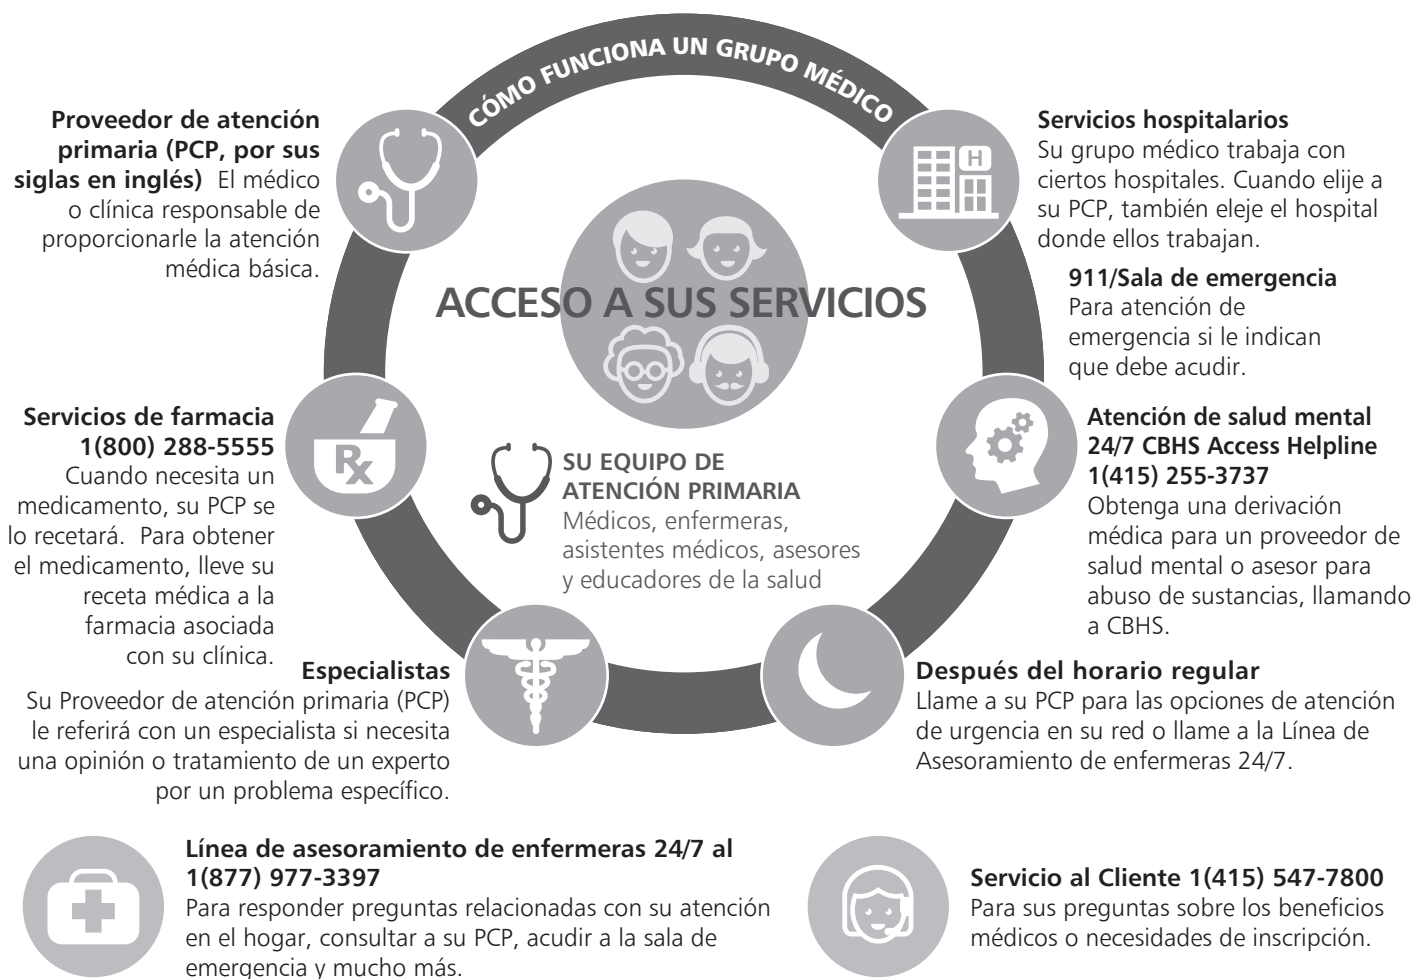 CÓMO FUNCIONA UN GRUPO MÉDICO
Proveedor de atención
primaria (PCP, por sus
siglas en inglés) El médico
o clínica responsable de
proporcionarle la atención
médica básica.
Servicios hospitalarios
Su grupo médico trabaja con
ciertos hospitales. Cuando elije a
su PCP, también eleje el hospital
donde ellos trabajan.
H
911/Sala de emergencia
Para atención de
emergencia si le indican
que debe acudir.
ACCESO A SUS SERVICIOS
Servicios de farmacia
1(800) 288-5555
Cuando necesita un
medicamento, su PCP se
lo recetará. Para obtener
el medicamento, lleve su
receta médica a la
farmacia asociada
con su clínica.
Rx
SU EQUIPO DE
ATENCIÓN PRIMARIA
Médicos, enfermeras,
asistentes médicos, asesores
y educadores de la salud
Atención de salud mental
24/7 CBHS Access Helpline
1(415) 255-3737
Obtenga una derivación
médica para un proveedor de
salud mental o asesor para
abuso de sustancias, llamando
a CBHS.
Especialistas
Su Proveedor de atención primaria (PCP)
le referirá con un especialista si necesita
una opinión o tratamiento de un experto
por un problema específico.
Después del horario regular
Llame a su PCP para las opciones de atención
de urgencia en su red o llame a la Línea de
Asesoramiento de enfermeras 24/7.
Línea de asesoramiento de enfermeras 24/7 al
1(877) 977-3397
Para responder preguntas relacionadas con su atención
en el hogar, consultar a su PCP, acudir a la sala de
emergencia y mucho más.
Servicio al Cliente 1(415) 547-7800
Para sus preguntas sobre los beneficios
médicos o necesidades de inscripción.